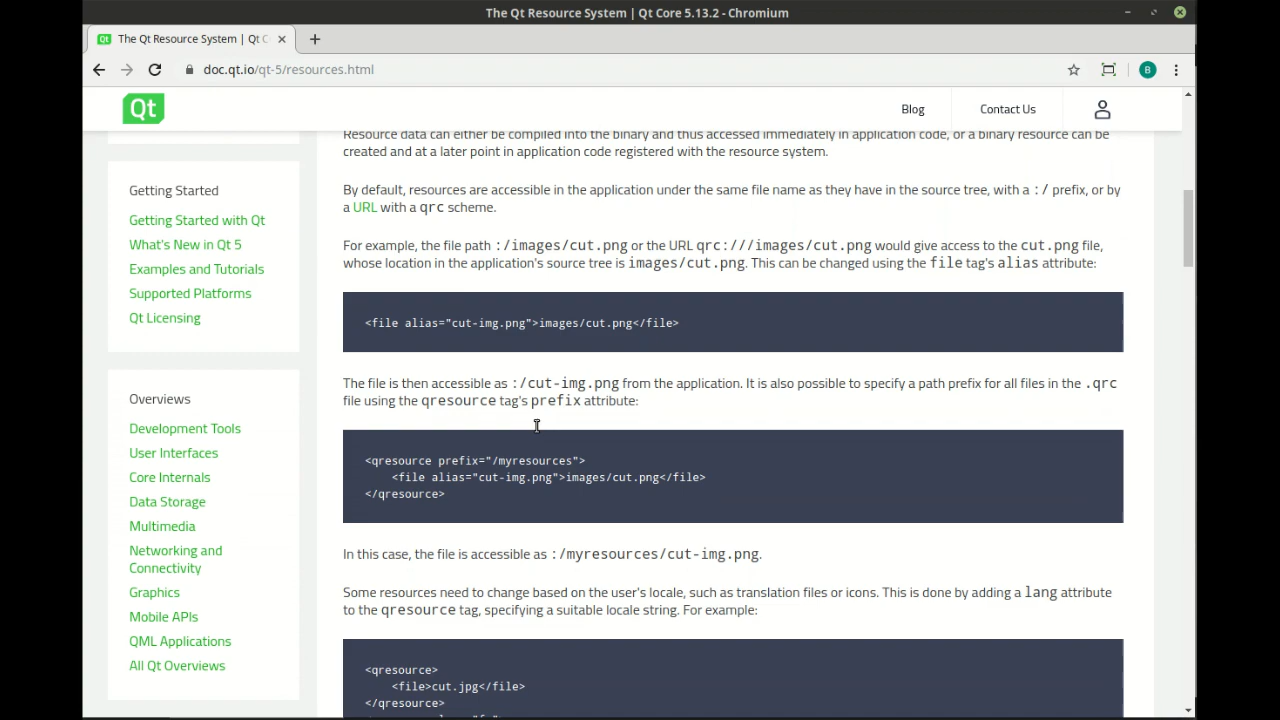 The Qt Resource System | Qt Core 5.13.2 - Chromium
The Qt Resource System | Qt C
doc.qt.io/qt-5/resources.html
B
Qt
Blog
Contact Us
Getting Started
Getting Started with Qt
What's New in Qt 5
Examples and Tutorials
Supported Platforms
Qt Licensing
Overviews
Development Tools
User Interfaces
Core Internals
Data Storage
Multimedia
Networking and
Connectivity
Graphics
Mobile APIs
QML Applications
All Qt Overviews
Resource data can either be compiled into the binary and thus accessed immediately in application code, or a binary resource can be
created and at a later point in application code registered with the resource system.
By default, resources are accessible in the application under the same file name as they have in the source tree, with a :/ prefix, or by
a URL with a qrc scheme.
For example, the file path :/images/cut.png or the URL qrc:///images/cut.png would give access to the cut.png file,
whose location in the application's source tree is images/cut.png. This can be changed using the file tag's alias attribute:
<file alias="cut-img.png">images/cut.png</file>
The file is then accessible as :/cut-img.png from the application. It is also possible to specify a path prefix for all files in the .qrc
file using the qresource tag's prefix attribute:
<qresource prefix="/myresources">
<file alias="cut-img.png">images/cut.png</file>
</qresource>
In this case, the file is accessible as :/myresources/cut-img.png.
Some resources need to change based on the user's locale, such as translation files or icons. This is done by adding a lang attribute
to the qresource tag, specifying a suitable locale string. For example:
<qresource>
<file>cut.jpg</file>
</qresource>